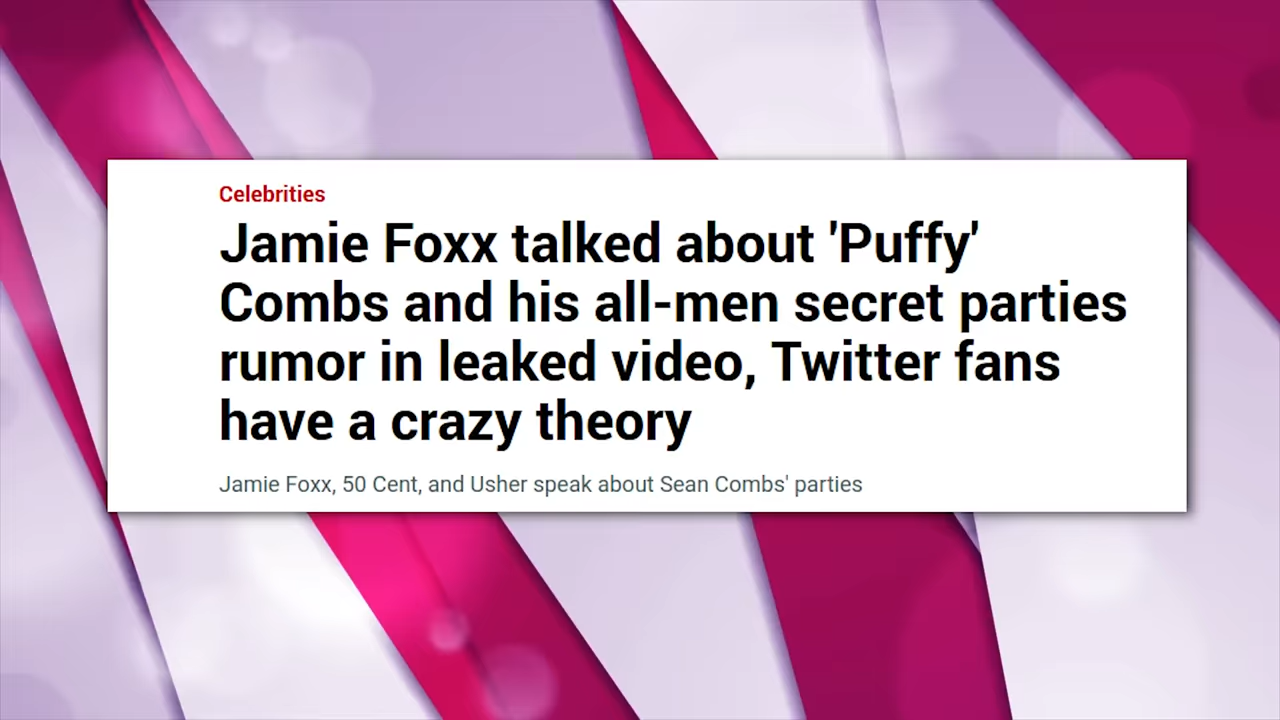 Celebrities
Jamie Foxx talked about 'Puffy'
Combs and his all-men secret parties
rumor in leaked video, Twitter fans
have a crazy theory
Jamie Foxx, 50 Cent, and Usher speak about Sean Combs' parties